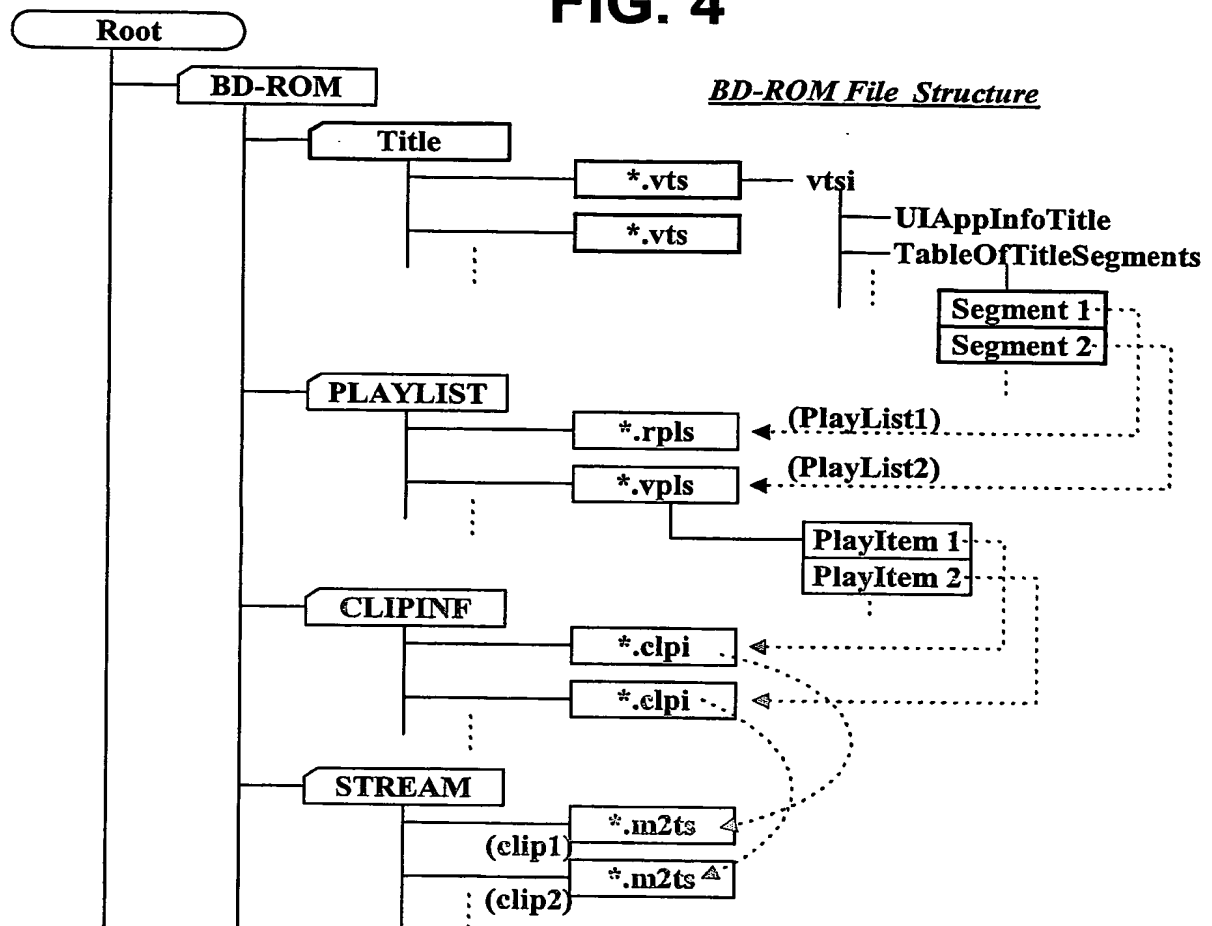 FIG. 4
Root
BD-ROM
BD-ROM File Structure
Title
*.vts
vtsi
UIAppInfoTitle
*.vts
TableOfTitleSegments
Segment 1
Segment 2
PLAYLIST
*.rpls
(PlayList1)
*.vpls
(PlayList2)
PlayItem 1
PlayItem 2
CLIPINF
*.clpi
*.clpi
STREAM
*.m2ts
(clip1)
*.m2ts
(clip2)